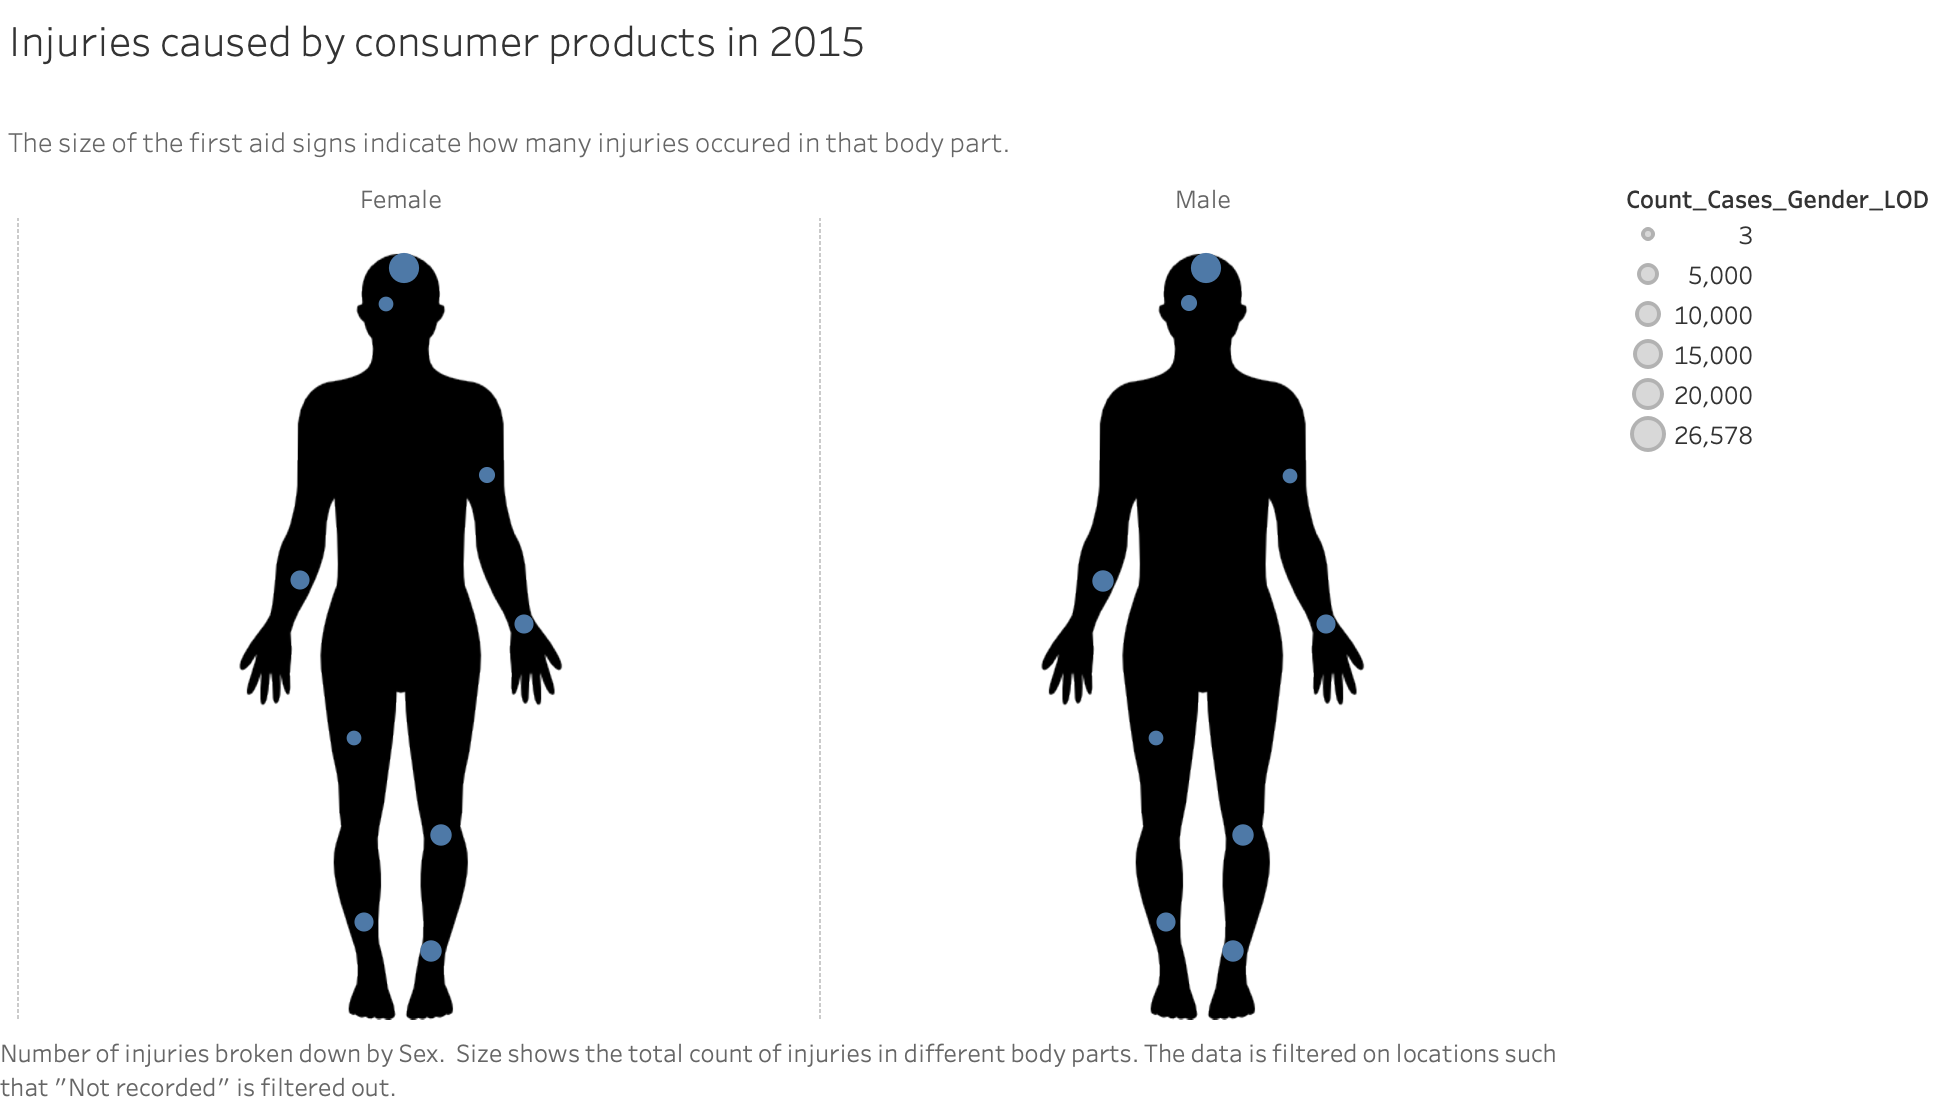 Injuries caused by consumer products in 2015
The size of the first aid signs indicate how many injuries occured in that body part.
Female
Male
Count_Cases_Gender_LOD
3
5,000
10,000
15,000
20,000
26,578
Number of injuries broken down by Sex.  Size shows the total count of injuries in different body parts. The data is filtered on locations such
that "Not recorded" is filtered out.